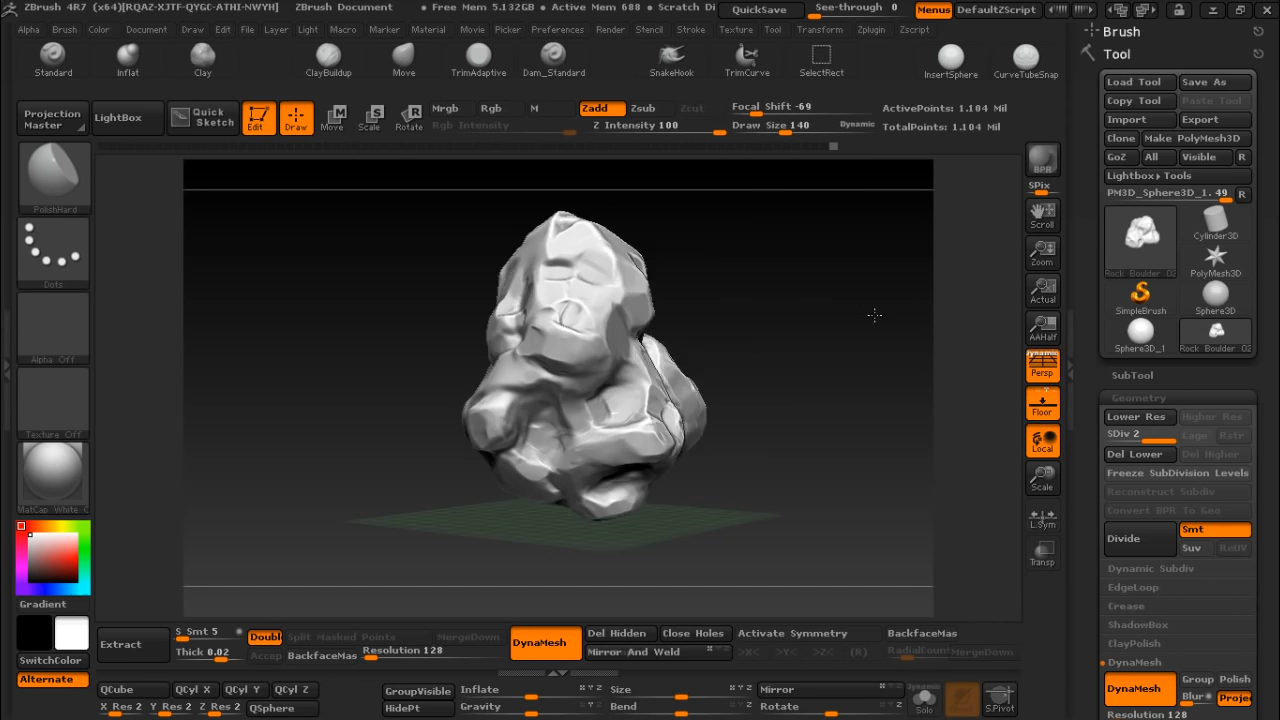 ZBrush 4R7 (x64)[RQAZ-XJTF-QYGC-ATHI-NWYH] ZBrush Document • Free Mem 5.132GB • Active Mem 688 • Scratch Di QuickSave See-through 0 Menus DefaultZScript
Alpha Brush Color Document Draw Edit File Layer Light Macro Marker Material Movie Picker Preferences Render Stencil Stroke Texture Tool Transform Zplugin Zscript
Brush
Tool
Standard Inflat Clay ClayBuildup Move TrimAdaptive Dam_Standard SnakeHook TrimCurve SelectRect InsertSphere CurveTubeSnap
Load Tool Save As
Copy Tool Paste Tool
Import Export
Clone Make PolyMesh3D
GoZ All Visible R
Lightbox▸Tools
PM3D_Sphere3D_1. 49 R
Projection Master
LightBox
Quick Sketch
Edit Draw Move Scale Rotate
Mrgb Rgb M
Rgb Intensity
Zadd Zsub Zcut
Z Intensity 100
Focal Shift -69
Draw Size 140 Dynamic
ActivePoints: 1.104 Mil
TotalPoints: 1.104 Mil
PolishHard
Dots
Alpha Off
Texture Off
MatCap White C
Gradient
SwitchColor
Alternate
BPR
SPix
Scroll
Zoom
Actual
AAHalf
Dynamic
Persp
Floor
Local
Scale
L.Sym
Transp
Rock_Boulder_02
Cylinder3D
PolyMesh3D
SimpleBrush
Sphere3D
Sphere3D_1
Rock_Boulder_02
SubTool
Geometry
Lower Res Higher Res
SDiv 2 Cage Rstr
Del Lower Del Higher
Freeze SubDivision Levels
Reconstruct Subdiv
Convert BPR To Geo
Divide Smt
Suv ReUV
Dynamic Subdiv
EdgeLoop
Crease
ShadowBox
ClayPolish
DynaMesh
DynaMesh Group Polish
Blur Proje
Resolution 128
Extract
S Smt 5
Thick 0.02
Doubl Split Masked Points MergeDown
Accep BackfaceMas Resolution 128
DynaMesh
Del Hidden Close Holes
Mirror And Weld X Y Z
Activate Symmetry
>X< >Y< >Z< (R)
BackfaceMas
RadialCount MergeDown
QCube QCyl X QCyl Y QCyl Z
X Res 2 Y Res 2 Z Res 2 QSphere
GroupVisible
HidePt
Inflate X Y Z
Gravity
Size X Y Z
Bend
Mirror X Y Z
Rotate
Dynamic
Solo
S.Pivot